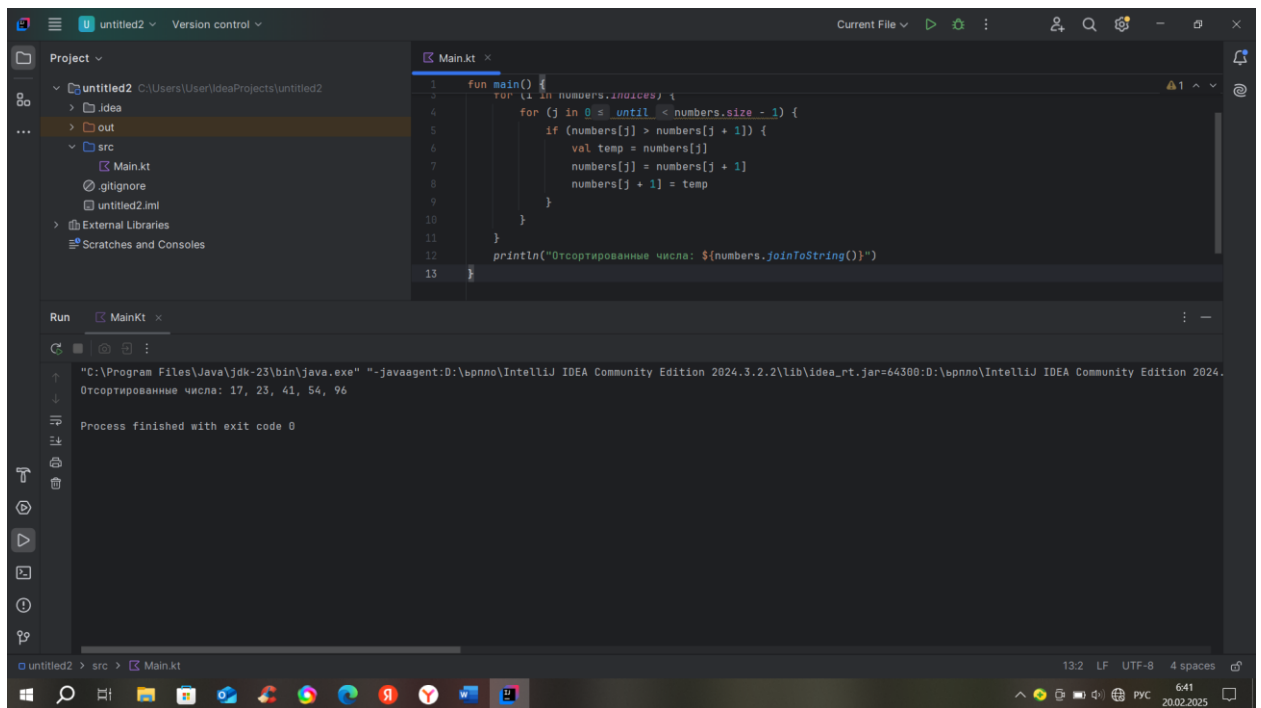 U untitled2 Version control Current File
Project
Main.kt ×
untitled2 C:\Users\User\IdeaProjects\untitled2
.idea
out
src
Main.kt
.gitignore
untitled2.iml
External Libraries
Scratches and Consoles
1 fun main() {
3 for (i in numbers.indices) {
4 for (j in 0 ≤ until < numbers.size - 1) {
5 if (numbers[j] > numbers[j + 1]) {
6 val temp = numbers[j]
7 numbers[j] = numbers[j + 1]
8 numbers[j + 1] = temp
9 }
10 }
11 }
12 println("Отсортированные числа: ${numbers.joinToString()}")
13 }
1
Run MainKt ×
"C:\Program Files\Java\jdk-23\bin\java.exe" "-javaagent:D:\ьрпло\IntelliJ IDEA Community Edition 2024.3.2.2\lib\idea_rt.jar=64300:D:\ьрпло\IntelliJ IDEA Community Edition 2024.
Отсортированные числа: 17, 23, 41, 54, 96
Process finished with exit code 0
untitled2 > src > Main.kt 13:2 LF UTF-8 4 spaces
РУС 6:41
20.02.2025